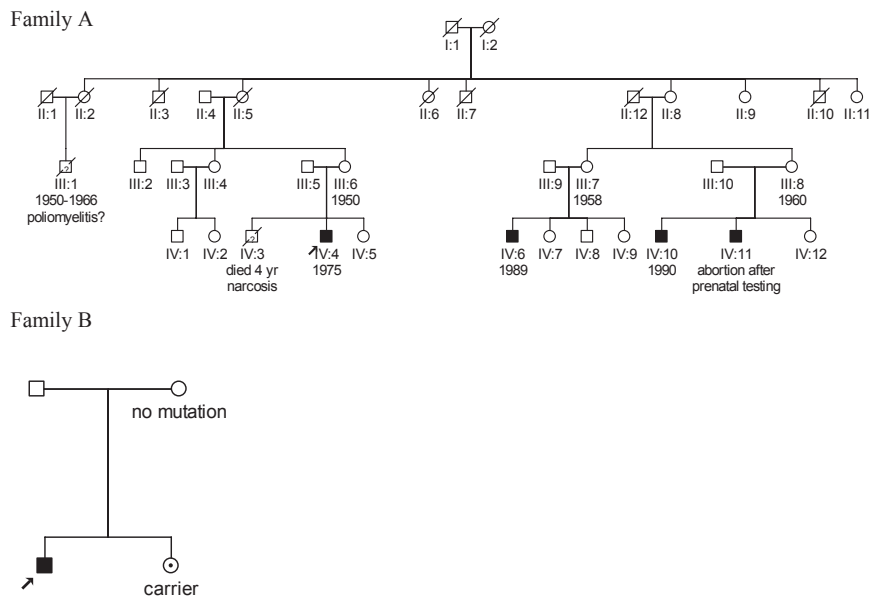 Family A
I:1 I:2
II:1 II:2 II:3 II:4 II:5 II:6 II:7 II:12 II:8 II:9 II:10 II:11
? III:1 III:2 III:3 III:4 III:5 III:6 III:9 III:7 III:10 III:8
1950-1966 1950 1958 1960
poliomyelitis?
IV:1 IV:2 ? IV:3 IV:4 IV:5 IV:6 IV:7 IV:8 IV:9 IV:10 IV:11 IV:12
died 4 yr 1975 1989 1990 abortion after
narcosis prenatal testing
Family B
no mutation
carrier